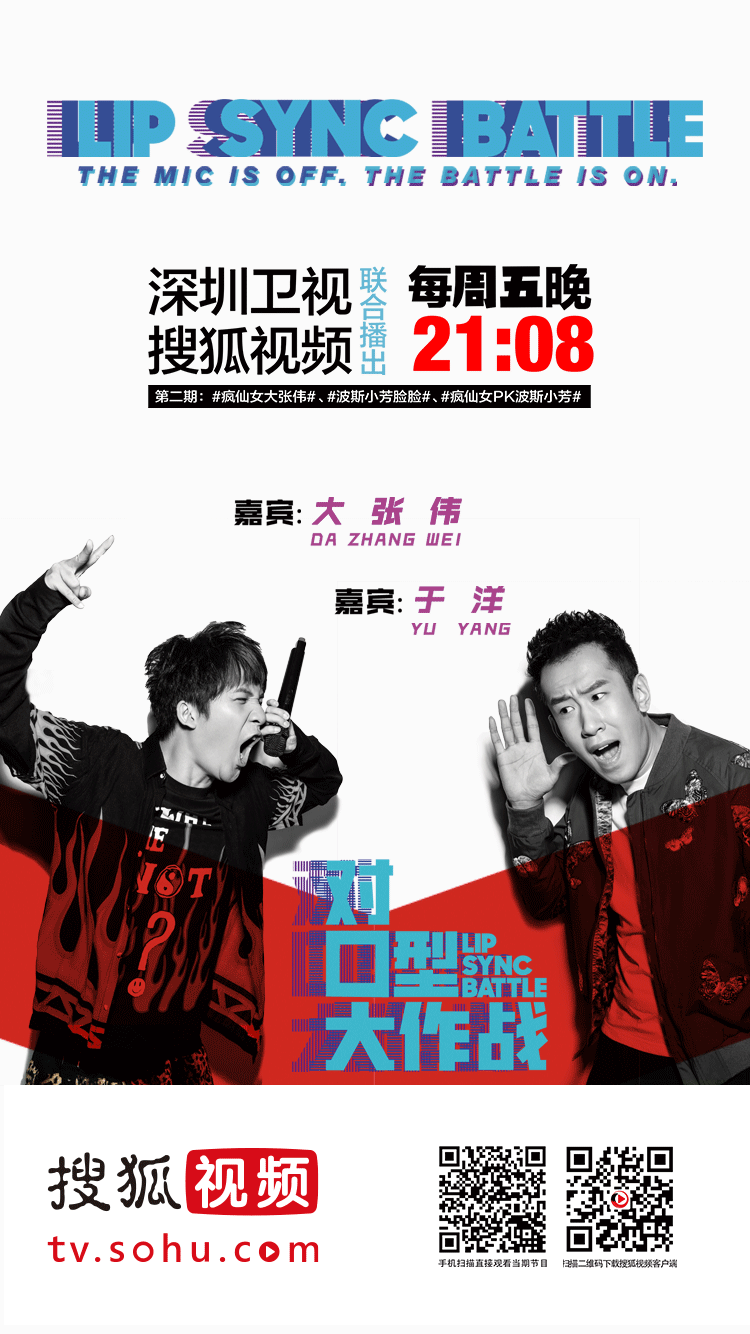 LIP SYNC BATTLE
THE MIC IS OFF. THE BATTLE IS ON.
深圳卫视
搜狐视频
联合播出
每周五晚
21:08
第二期：#疯仙女大张伟#、#波斯小芳脸脸#、#疯仙女PK波斯小芳#
嘉宾: 大张伟
DA ZHANG WEI
嘉宾: 于洋
YU YANG
NOT
?
对
口型
LIP
SYNC
BATTLE
大作战
搜狐视频
tv.sohu.com
手机扫描直接观看当期节目
扫描二维码下载搜狐视频客户端